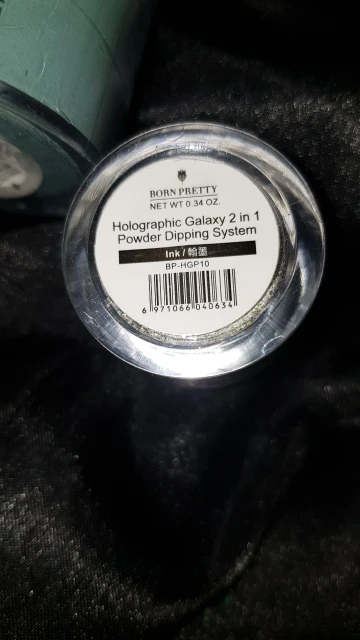 BORN PRETTY
NET WT 0.34 OZ.
Holographic Galaxy 2 in 1
Powder Dipping System
Ink / 翰墨
BP-HGP10
6 971066 040634